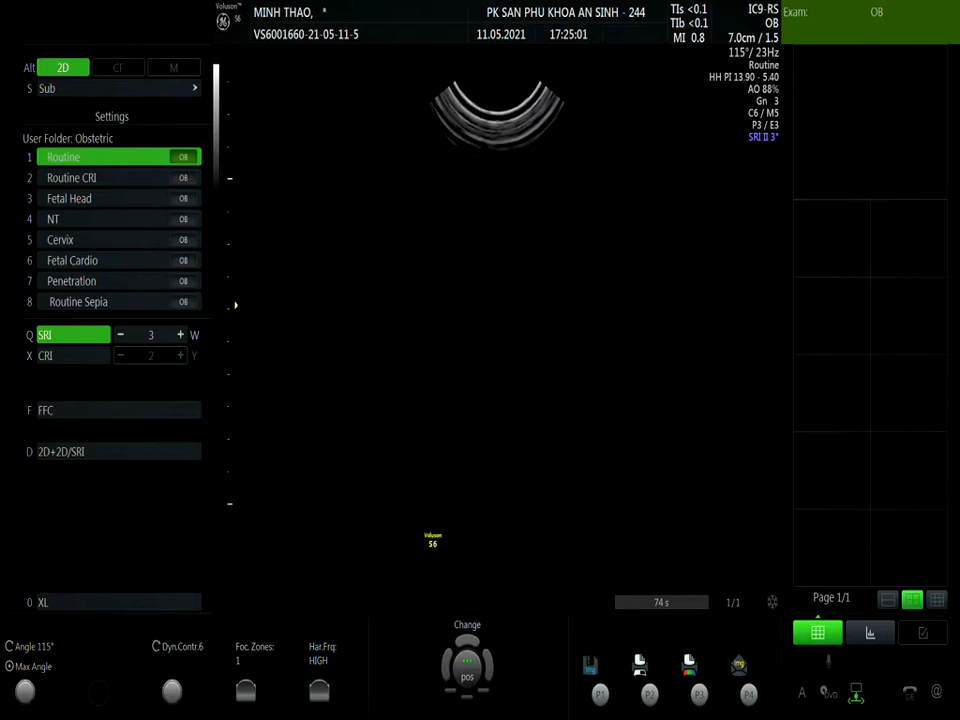 Voluson™
S6
MINH THAO, *
PK SAN PHU KHOA AN SINH - 244
VS6001660-21-05-11-5
11.05.2021
17:25:01
TIs <0.1
TIb <0.1
MI 0.8
IC9-RS
OB
7.0cm / 1.5
115°/ 23Hz
Routine
HH PI 13.90 - 5.40
AO 88%
Gn 3
C6 / M5
P3 / E3
SRI II 3*
Exam: OB
Alt 2D CF M
S Sub >
Settings
User Folder: Obstetric
1 Routine OB
2 Routine CRI OB
3 Fetal Head OB
4 NT OB
5 Cervix OB
6 Fetal Cardio OB
7 Penetration OB
8 Routine Sepia OB
Q SRI - 3 + W
X CRI - 2 + Y
F FFC
D 2D+2D/SRI
Voluson
S6
0 XL
74 s
1/1
Page 1/1
Angle 115°
Max Angle
Dyn.Contr.6
Foc. Zones:
1
Har.Frq:
HIGH
Change
pos
P1 P2 P3 P4
A DVD @